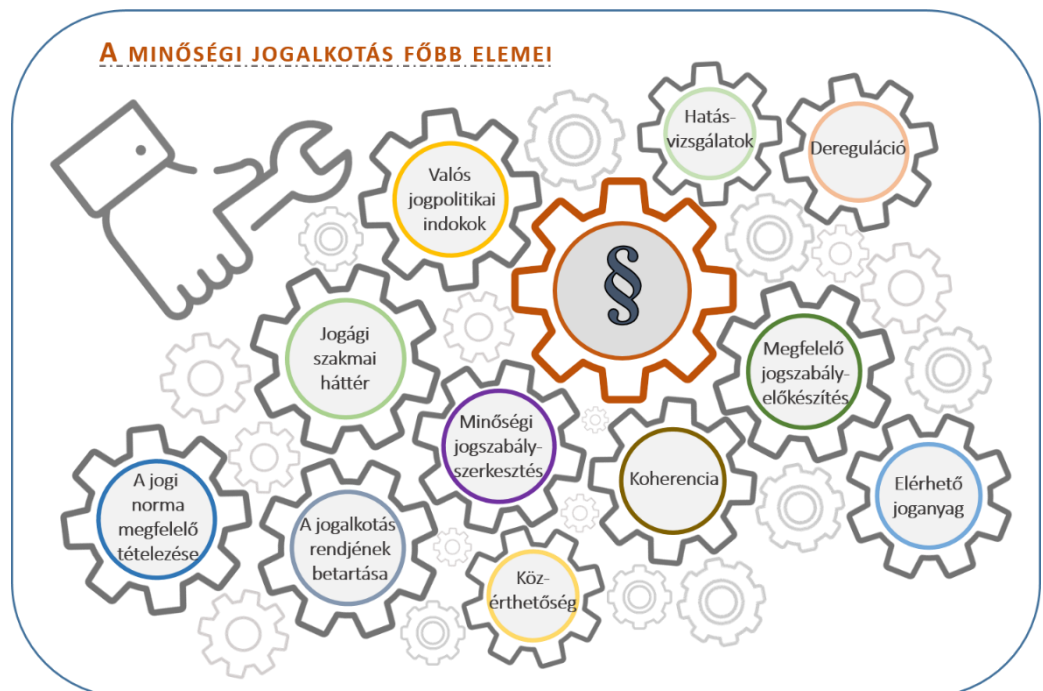 A MINŐSÉGI JOGALKOTÁS FŐBB ELEMEI
Hatás-
vizsgálatok
Dereguláció
Valós
jogpolitikai
indokok
§
Jogági
szakmai
háttér
Megfelelő
jogszabály-
előkészítés
Minőségi
jogszabály-
szerkesztés
Koherencia
Elérhető
joganyag
A jogi
norma
megfelelő
tételezése
A jogalkotás
rendjének
betartása
Köz-
érthetőség